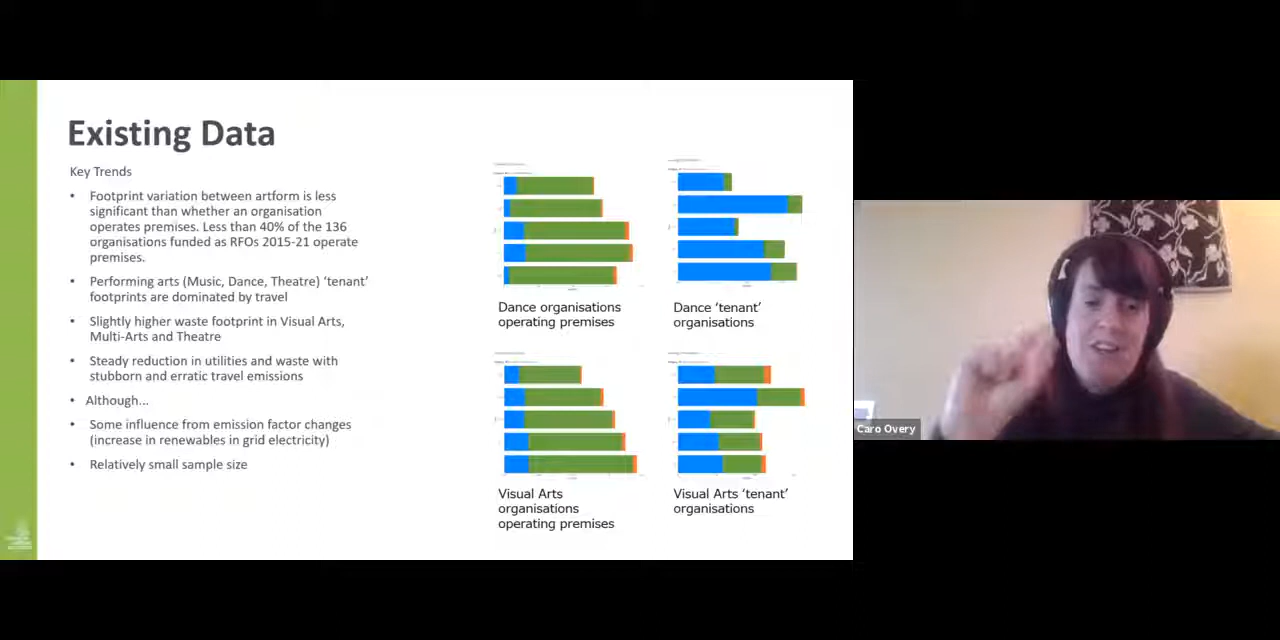 Existing Data
Key Trends
• Footprint variation between artform is less
significant than whether an organisation
operates premises. Less than 40% of the 136
organisations funded as RFOs 2015-21 operate
premises.
• Performing arts (Music, Dance, Theatre) ‘tenant’
footprints are dominated by travel
• Slightly higher waste footprint in Visual Arts,
Multi-Arts and Theatre
• Steady reduction in utilities and waste with
stubborn and erratic travel emissions
• Although...
• Some influence from emission factor changes
(increase in renewables in grid electricity)
• Relatively small sample size
Dance organisations
operating premises
Dance ‘tenant’
organisations
Visual Arts
organisations
operating premises
Visual Arts ‘tenant’
organisations
Caro Overy